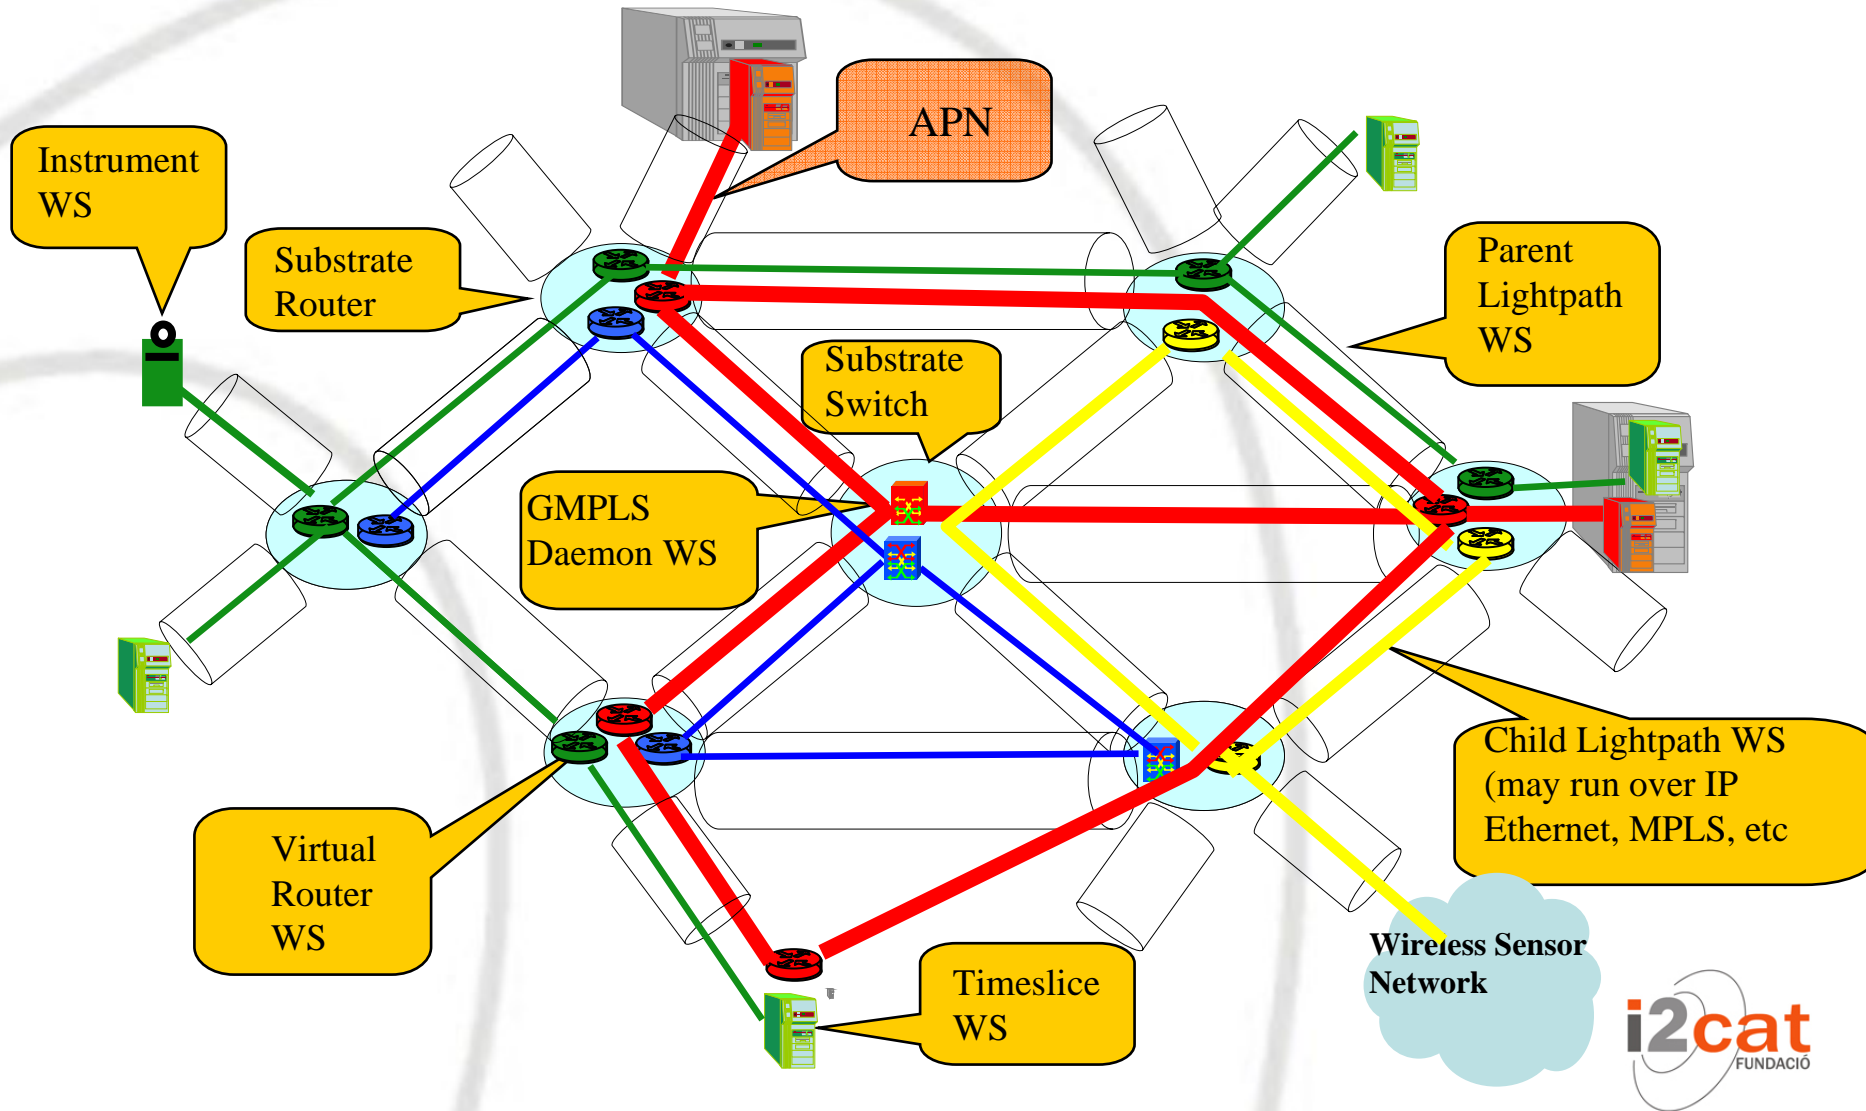 APN
Instrument
WS
Substrate
Router
Parent
Lightpath
WS
Substrate
Switch
GMPLS
Daemon WS
Child Lightpath WS
(may run over IP
Ethernet, MPLS, etc
Virtual
Router
WS
Timeslice
WS
Wireless Sensor
Network
i2cat
FUNDACIÓ